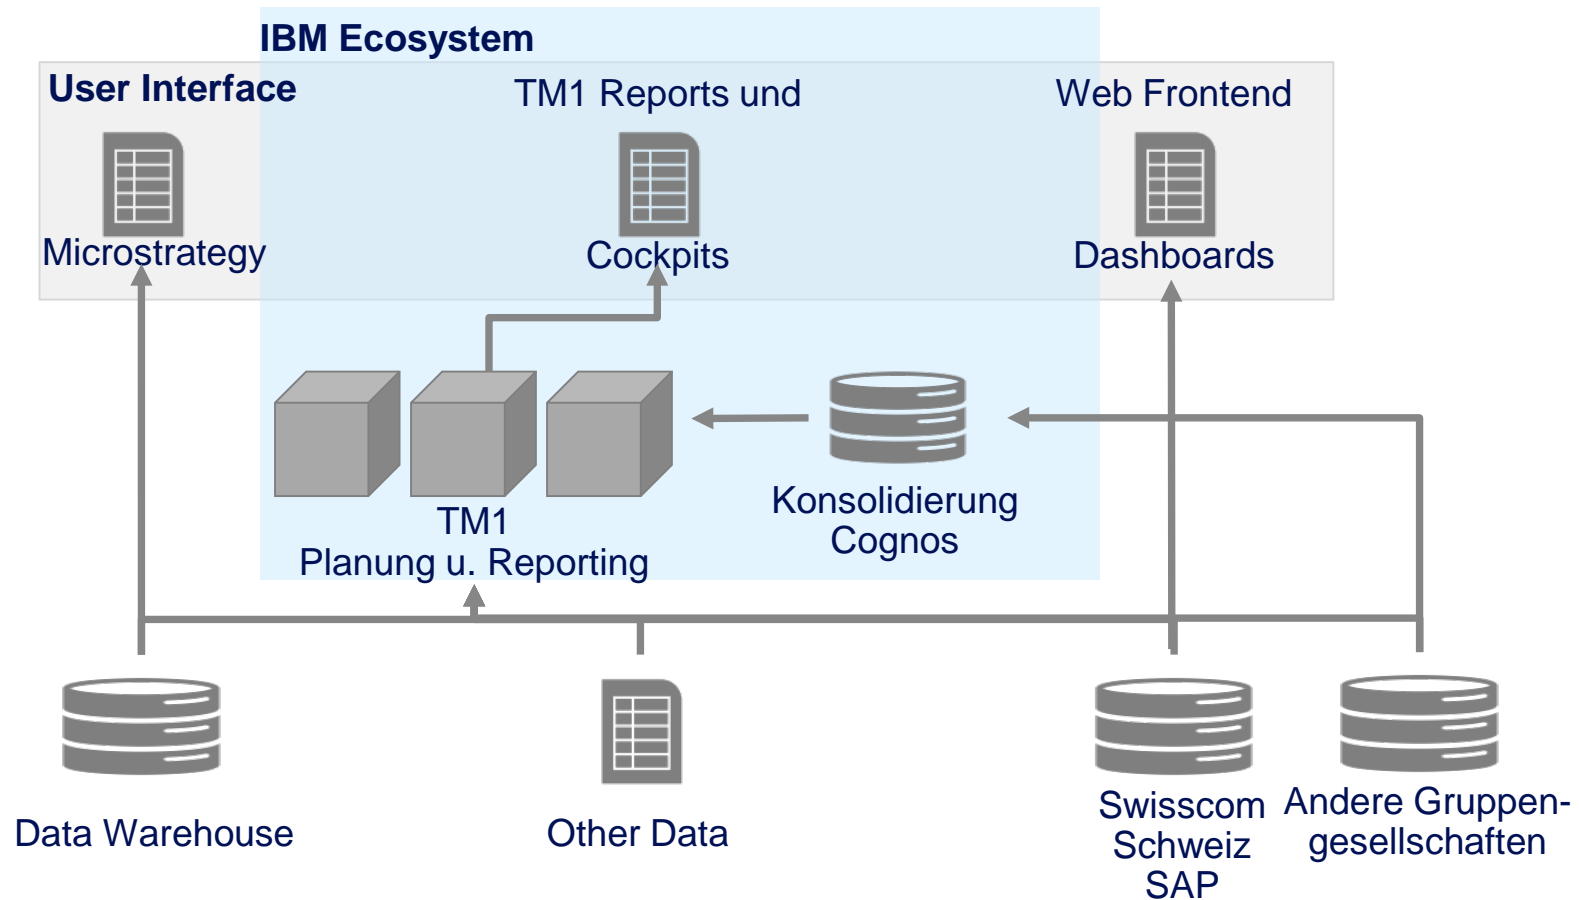 IBM Ecosystem
User Interface
TM1 Reports und
Web Frontend
Microstrategy
Cockpits
Dashboards
TM1
Planung u. Reporting
Konsolidierung
Cognos
Data Warehouse
Other Data
Swisscom
Schweiz
SAP
Andere Gruppen-
gesellschaften